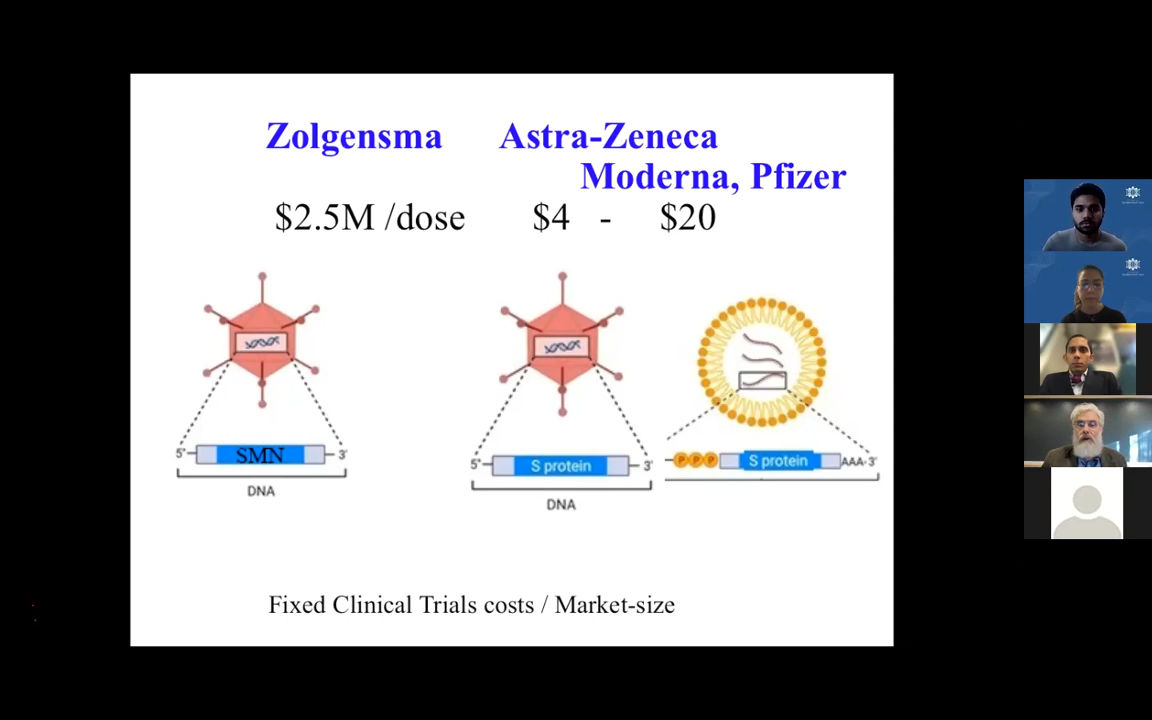 Zolgensma Astra-Zeneca
Moderna, Pfizer
$2.5M /dose $4 - $20
5' SMN 3'
DNA
5' S protein 3'
DNA
P P P S protein AAA-3'
Fixed Clinical Trials costs / Market-size